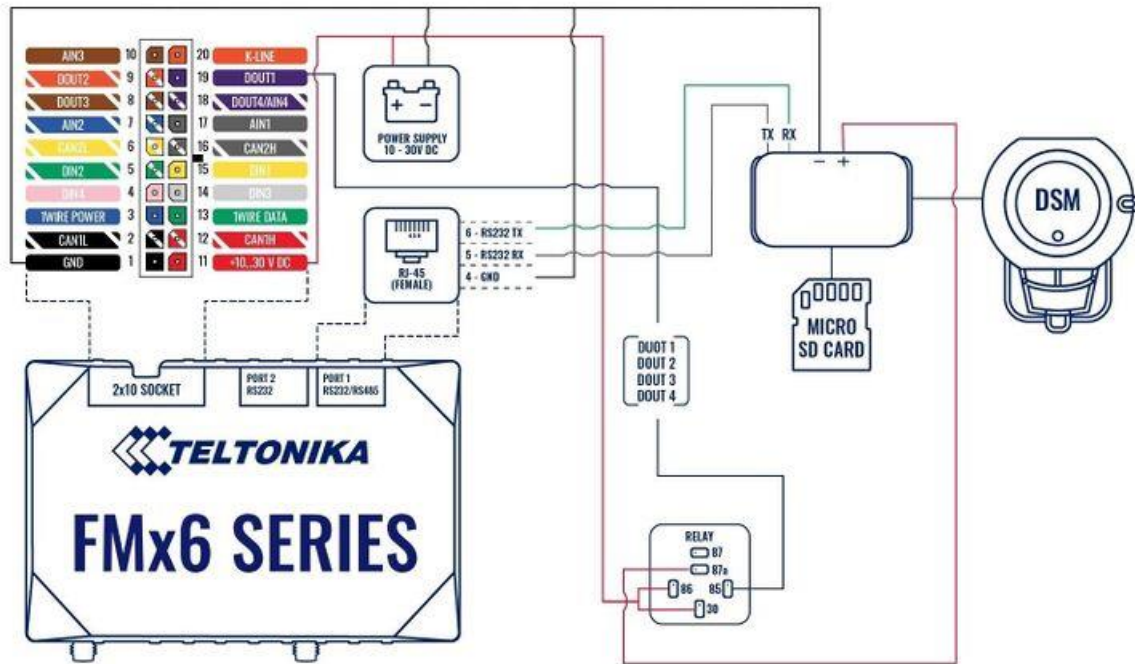 AIN3 10 20 K-LINE
DOUT2 9 19 DOUT1
DOUT3 8 18 DOUT4/AIN4
AIN2 7 17 AIN1
CAN2L 6 16 CAN2H
DIN2 5 15 DIN1
DIN4 4 14 DIN3
1WIRE POWER 3 13 1WIRE DATA
CAN1L 2 12 CAN1H
GND 1 11 +10...30 V DC
+ −
POWER SUPPLY
10 - 30V DC
RJ-45
(FEMALE)
6 - RS232 TX
5 - RS232 RX
4 - GND
TX RX
− +
DSM
MICRO
SD CARD
DUOT 1
DOUT 2
DOUT 3
DOUT 4
2x10 SOCKET
PORT 2
RS232
PORT 1
RS232/RS485
TELTONIKA
FMx6 SERIES
RELAY
87
87a
86 85
30